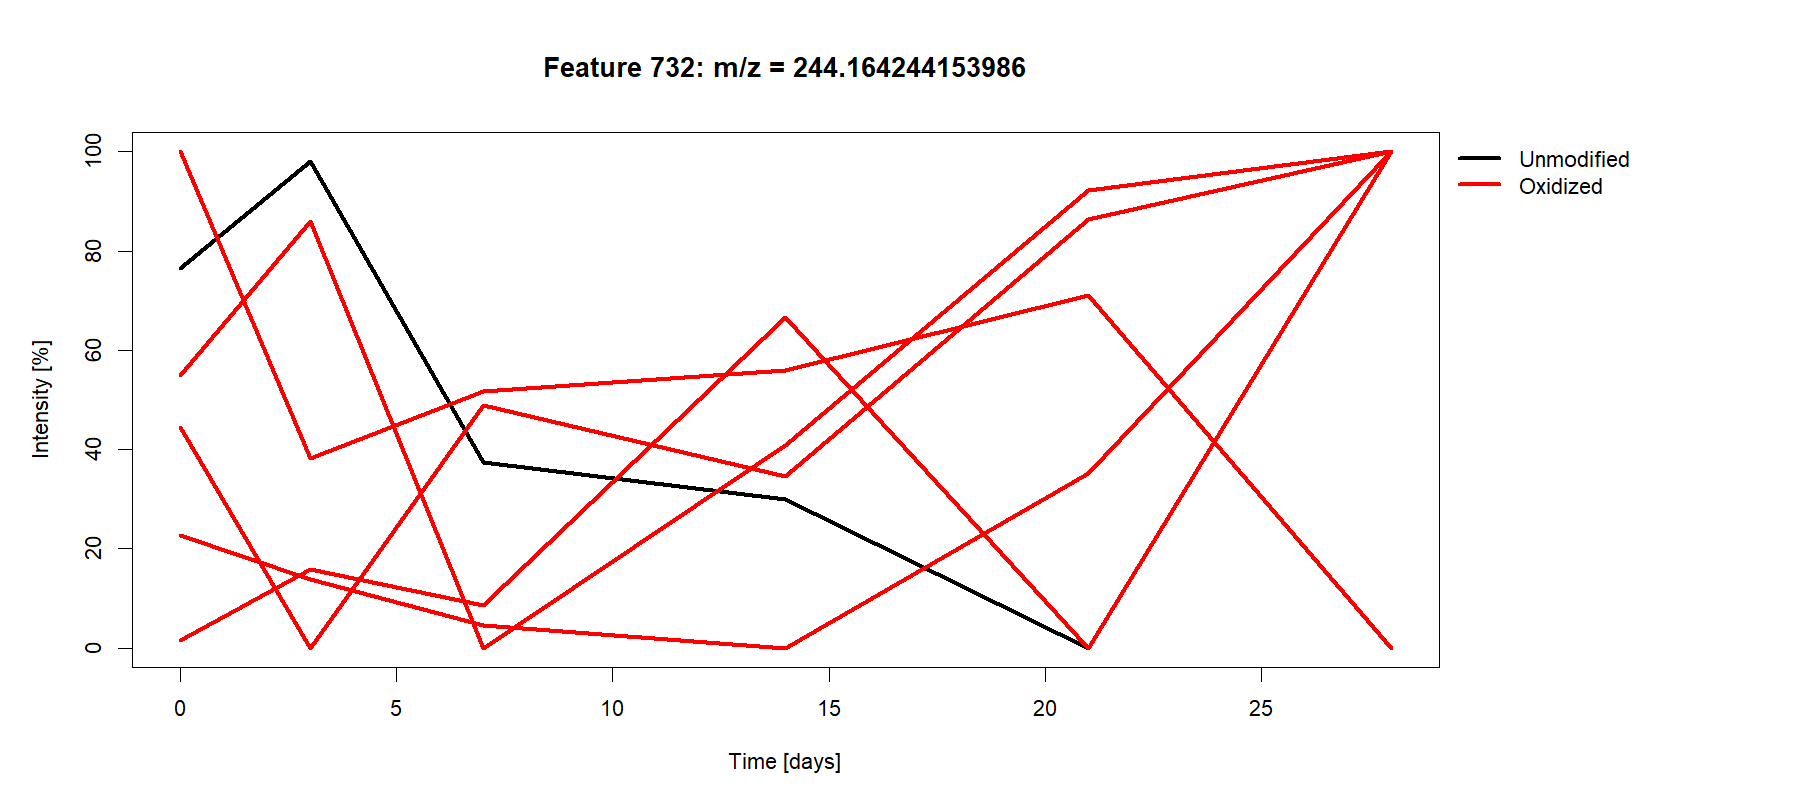 Feature 732: m/z = 244.164244153986
Unmodified
Oxidized
Intensity [%]
100
80
60
40
20
0
0 5 10 15 20 25
Time [days]